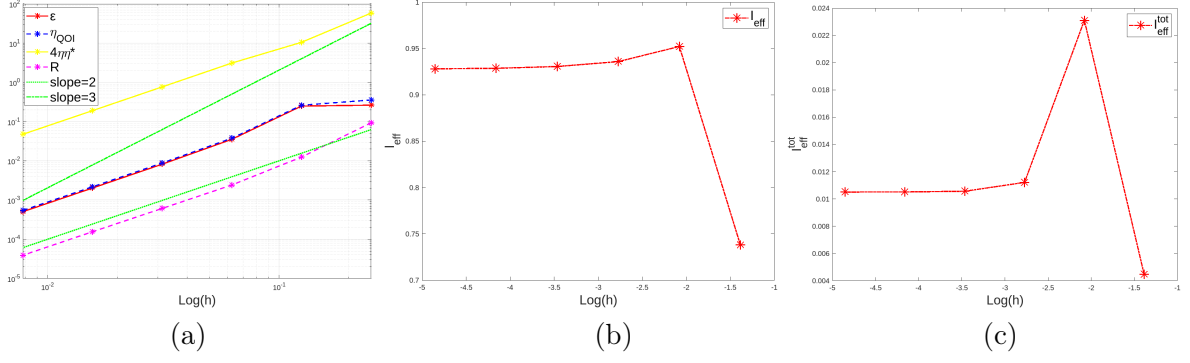 10^2
10^1
10^0
10^-1
10^-2
10^-3
10^-4
10^-5
10^-2
10^-1
Log(h)
ε
η_QOI
4ηη*
R
slope=2
slope=3
(a)
1
0.95
0.9
0.85
0.8
0.75
0.7
I_eff
-5
-4.5
-4
-3.5
-3
-2.5
-2
-1.5
-1
Log(h)
I_eff
(b)
0.024
0.022
0.02
0.018
0.016
0.014
0.012
0.01
0.008
0.006
0.004
I_eff^tot
-5
-4.5
-4
-3.5
-3
-2.5
-2
-1.5
-1
Log(h)
I_eff^tot
(c)